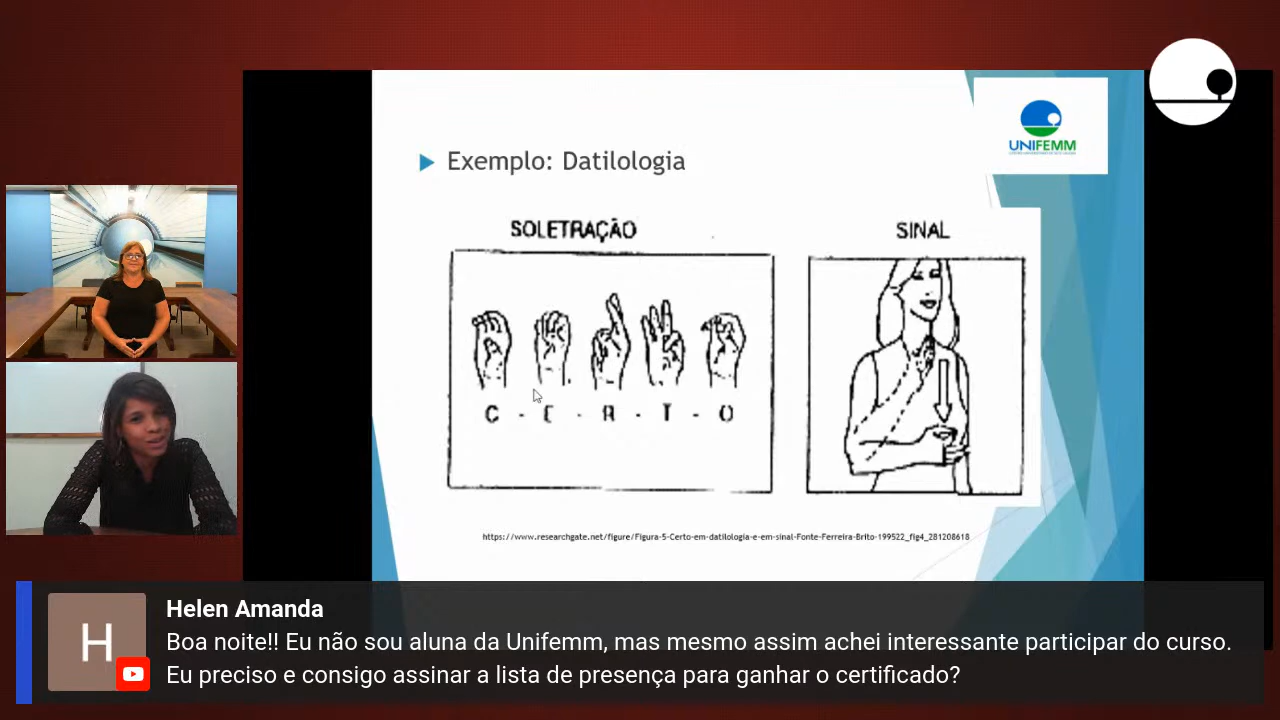 UNIFEMM
Exemplo: Datilologia
SOLETRAÇÃO
SINAL
C - E - R - T - O
https://www.researchgate.net/figure/Figura-5-Certo-em-datilologia-e-em-sinal-Fonte-Ferreira-Brito-199522_fig4_281208618
H
Helen Amanda
Boa noite!! Eu não sou aluna da Unifemm, mas mesmo assim achei interessante participar do curso.
Eu preciso e consigo assinar a lista de presença para ganhar o certificado?